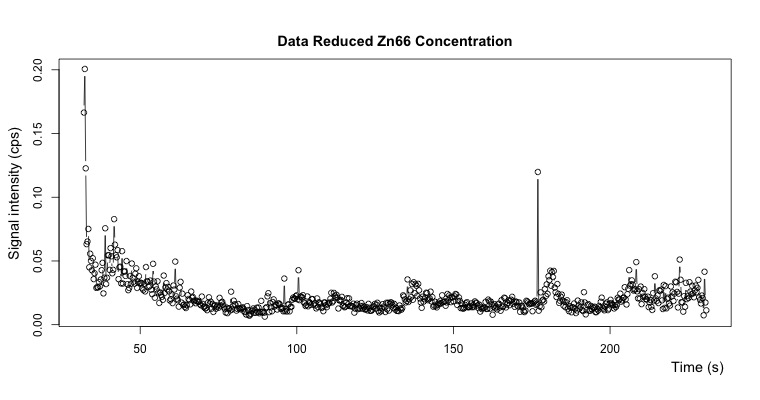 Data Reduced Zn66 Concentration
Signal intensity (cps)
0.20
0.15
0.10
0.05
0.00
50 100 150 200
Time (s)